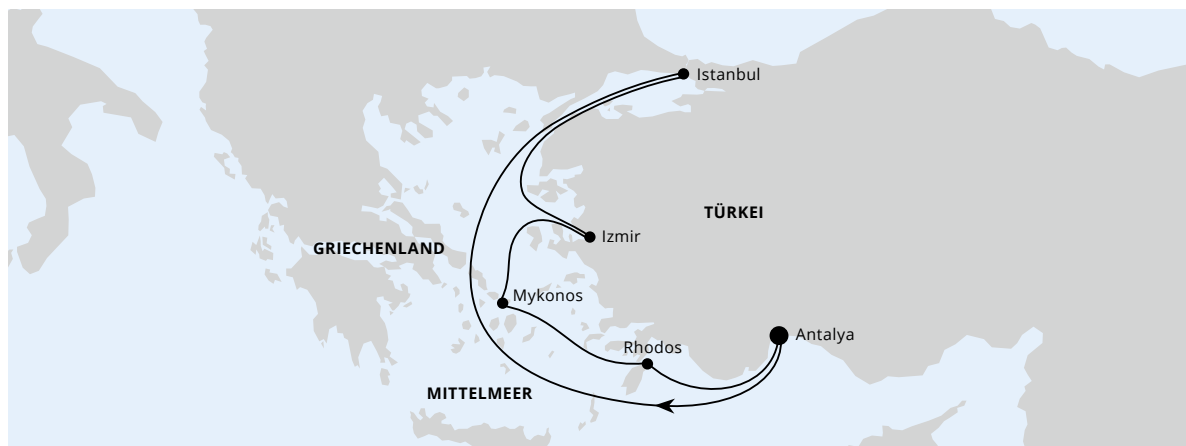 Istanbul
TÜRKEI
Izmir
GRIECHENLAND
Mykonos
Antalya
Rhodos
MITTELMEER